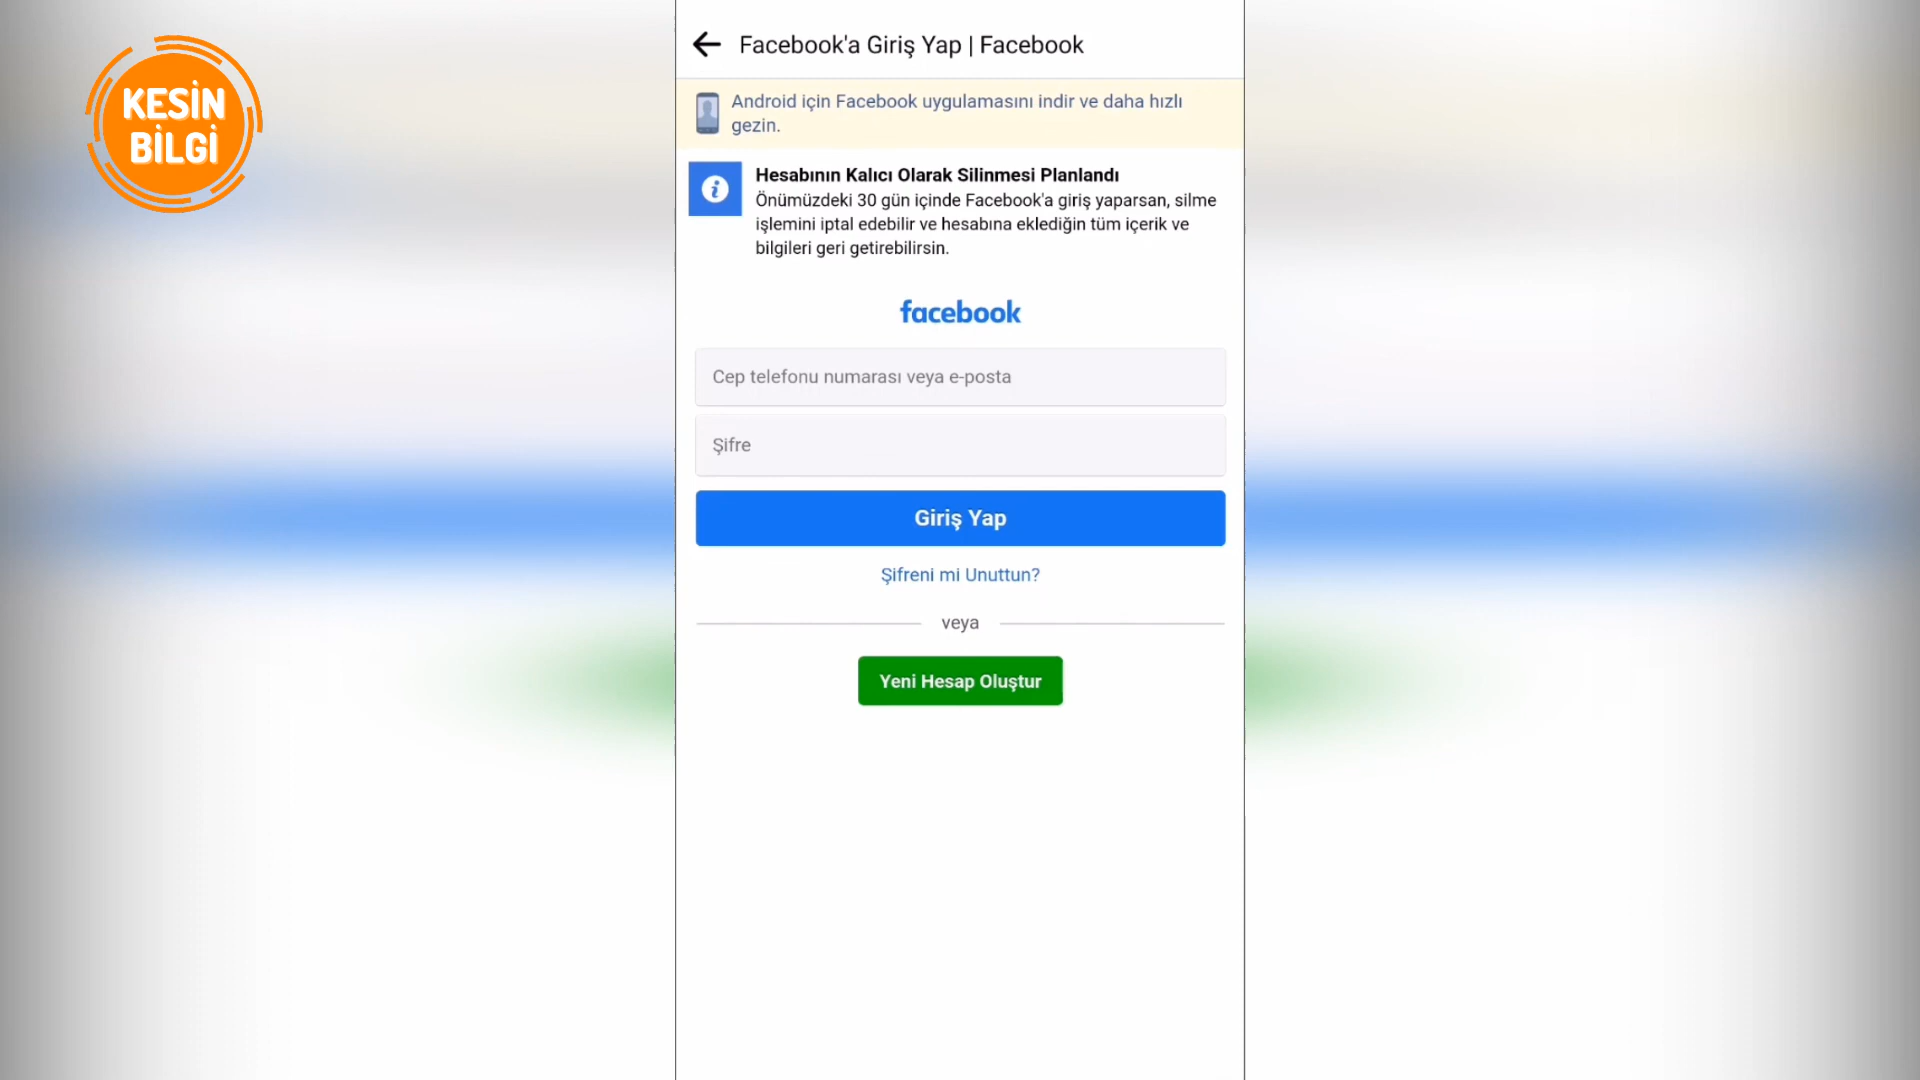 KESİN
BİLGİ
Facebook'a Giriş Yap | Facebook
Android için Facebook uygulamasını indir ve daha hızlı
gezin.
Hesabının Kalıcı Olarak Silinmesi Planlandı
Önümüzdeki 30 gün içinde Facebook'a giriş yaparsan, silme
işlemini iptal edebilir ve hesabına eklediğin tüm içerik ve
bilgileri geri getirebilirsin.
facebook
Cep telefonu numarası veya e-posta
Şifre
Giriş Yap
Şifreni mi Unuttun?
veya
Yeni Hesap Oluştur